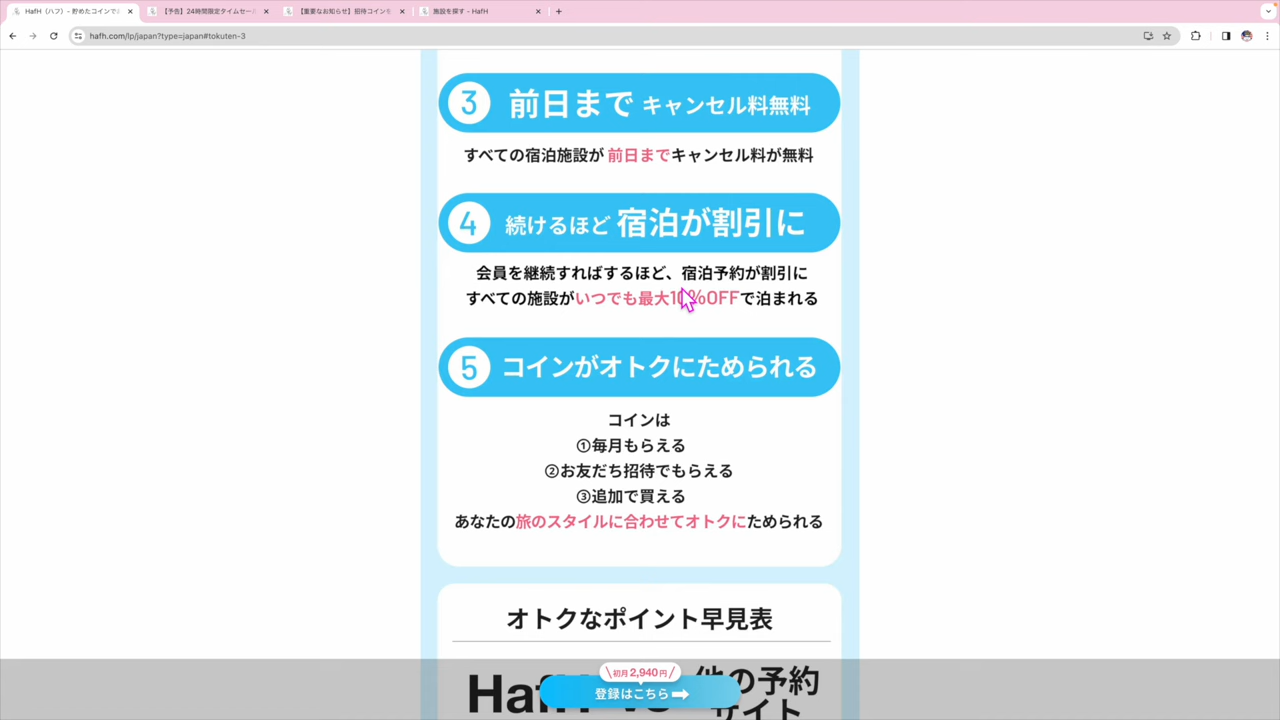 HafH（ハフ）- 貯めたコインで
【予告】24時間限定タイムセー
【重要なお知らせ】招待コインも
施設を探す - HafH
hafh.com/lp/japan?type=japan#tokuten-3
3 前日まで キャンセル料無料
すべての宿泊施設が 前日までキャンセル料が無料
4 続けるほど 宿泊が割引に
会員を継続すればするほど、宿泊予約が割引に
すべての施設がいつでも最大10%OFFで泊まれる
5 コインがオトクにためられる
コインは
①毎月もらえる
②お友だち招待でもらえる
③追加で買える
あなたの旅のスタイルに合わせてオトクにためられる
オトクなポイント早見表
初月2,940円
HafH vs 他の予約
サイト
登録はこちら